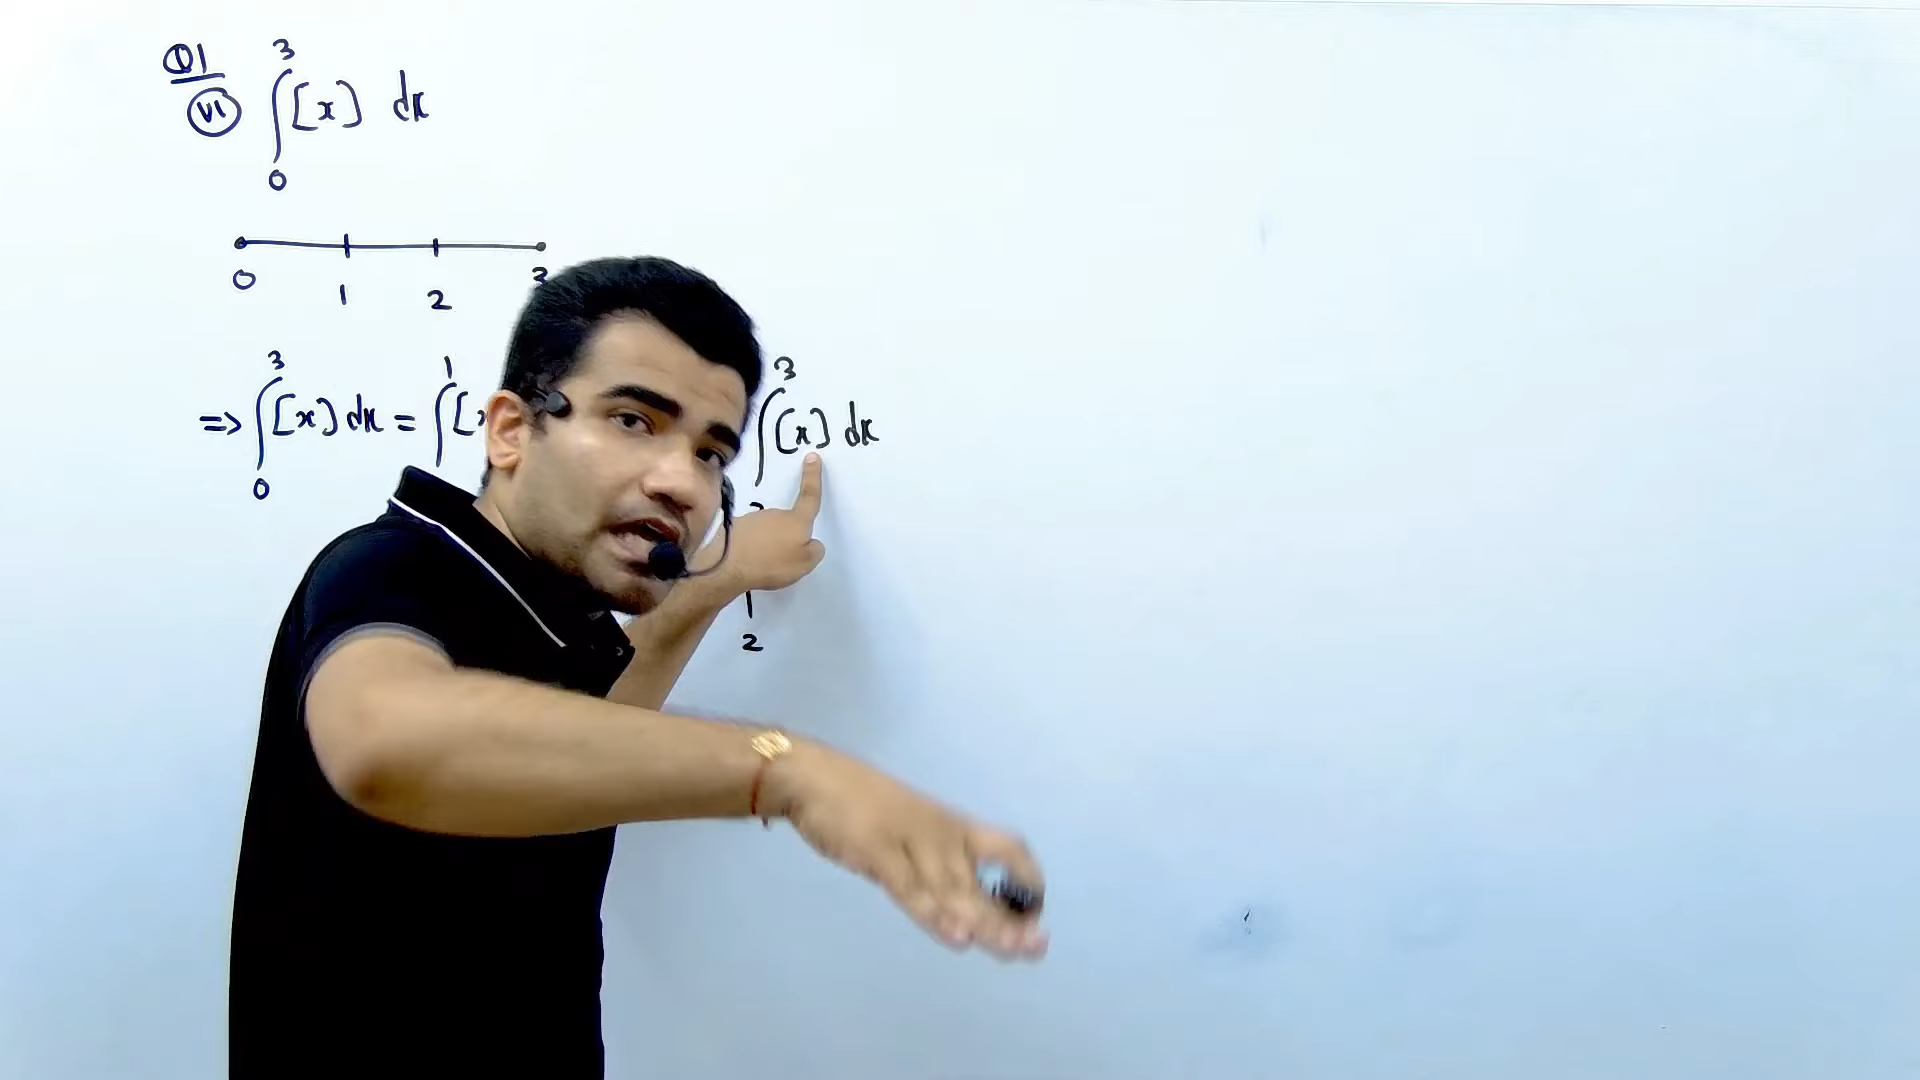 Q1
(VI) ∫₀³ [x] dx
0 1 2 3
=> ∫₀³ [x] dx = ∫¹ [x ∫₂³ [x] dx
2